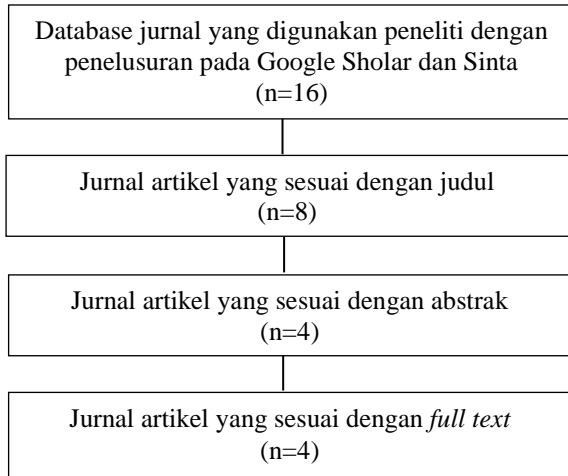 Database jurnal yang digunakan peneliti dengan
penelusuran pada Google Sholar dan Sinta
(n=16)
Jurnal artikel yang sesuai dengan judul
(n=8)
Jurnal artikel yang sesuai dengan abstrak
(n=4)
Jurnal artikel yang sesuai dengan full text
(n=4)